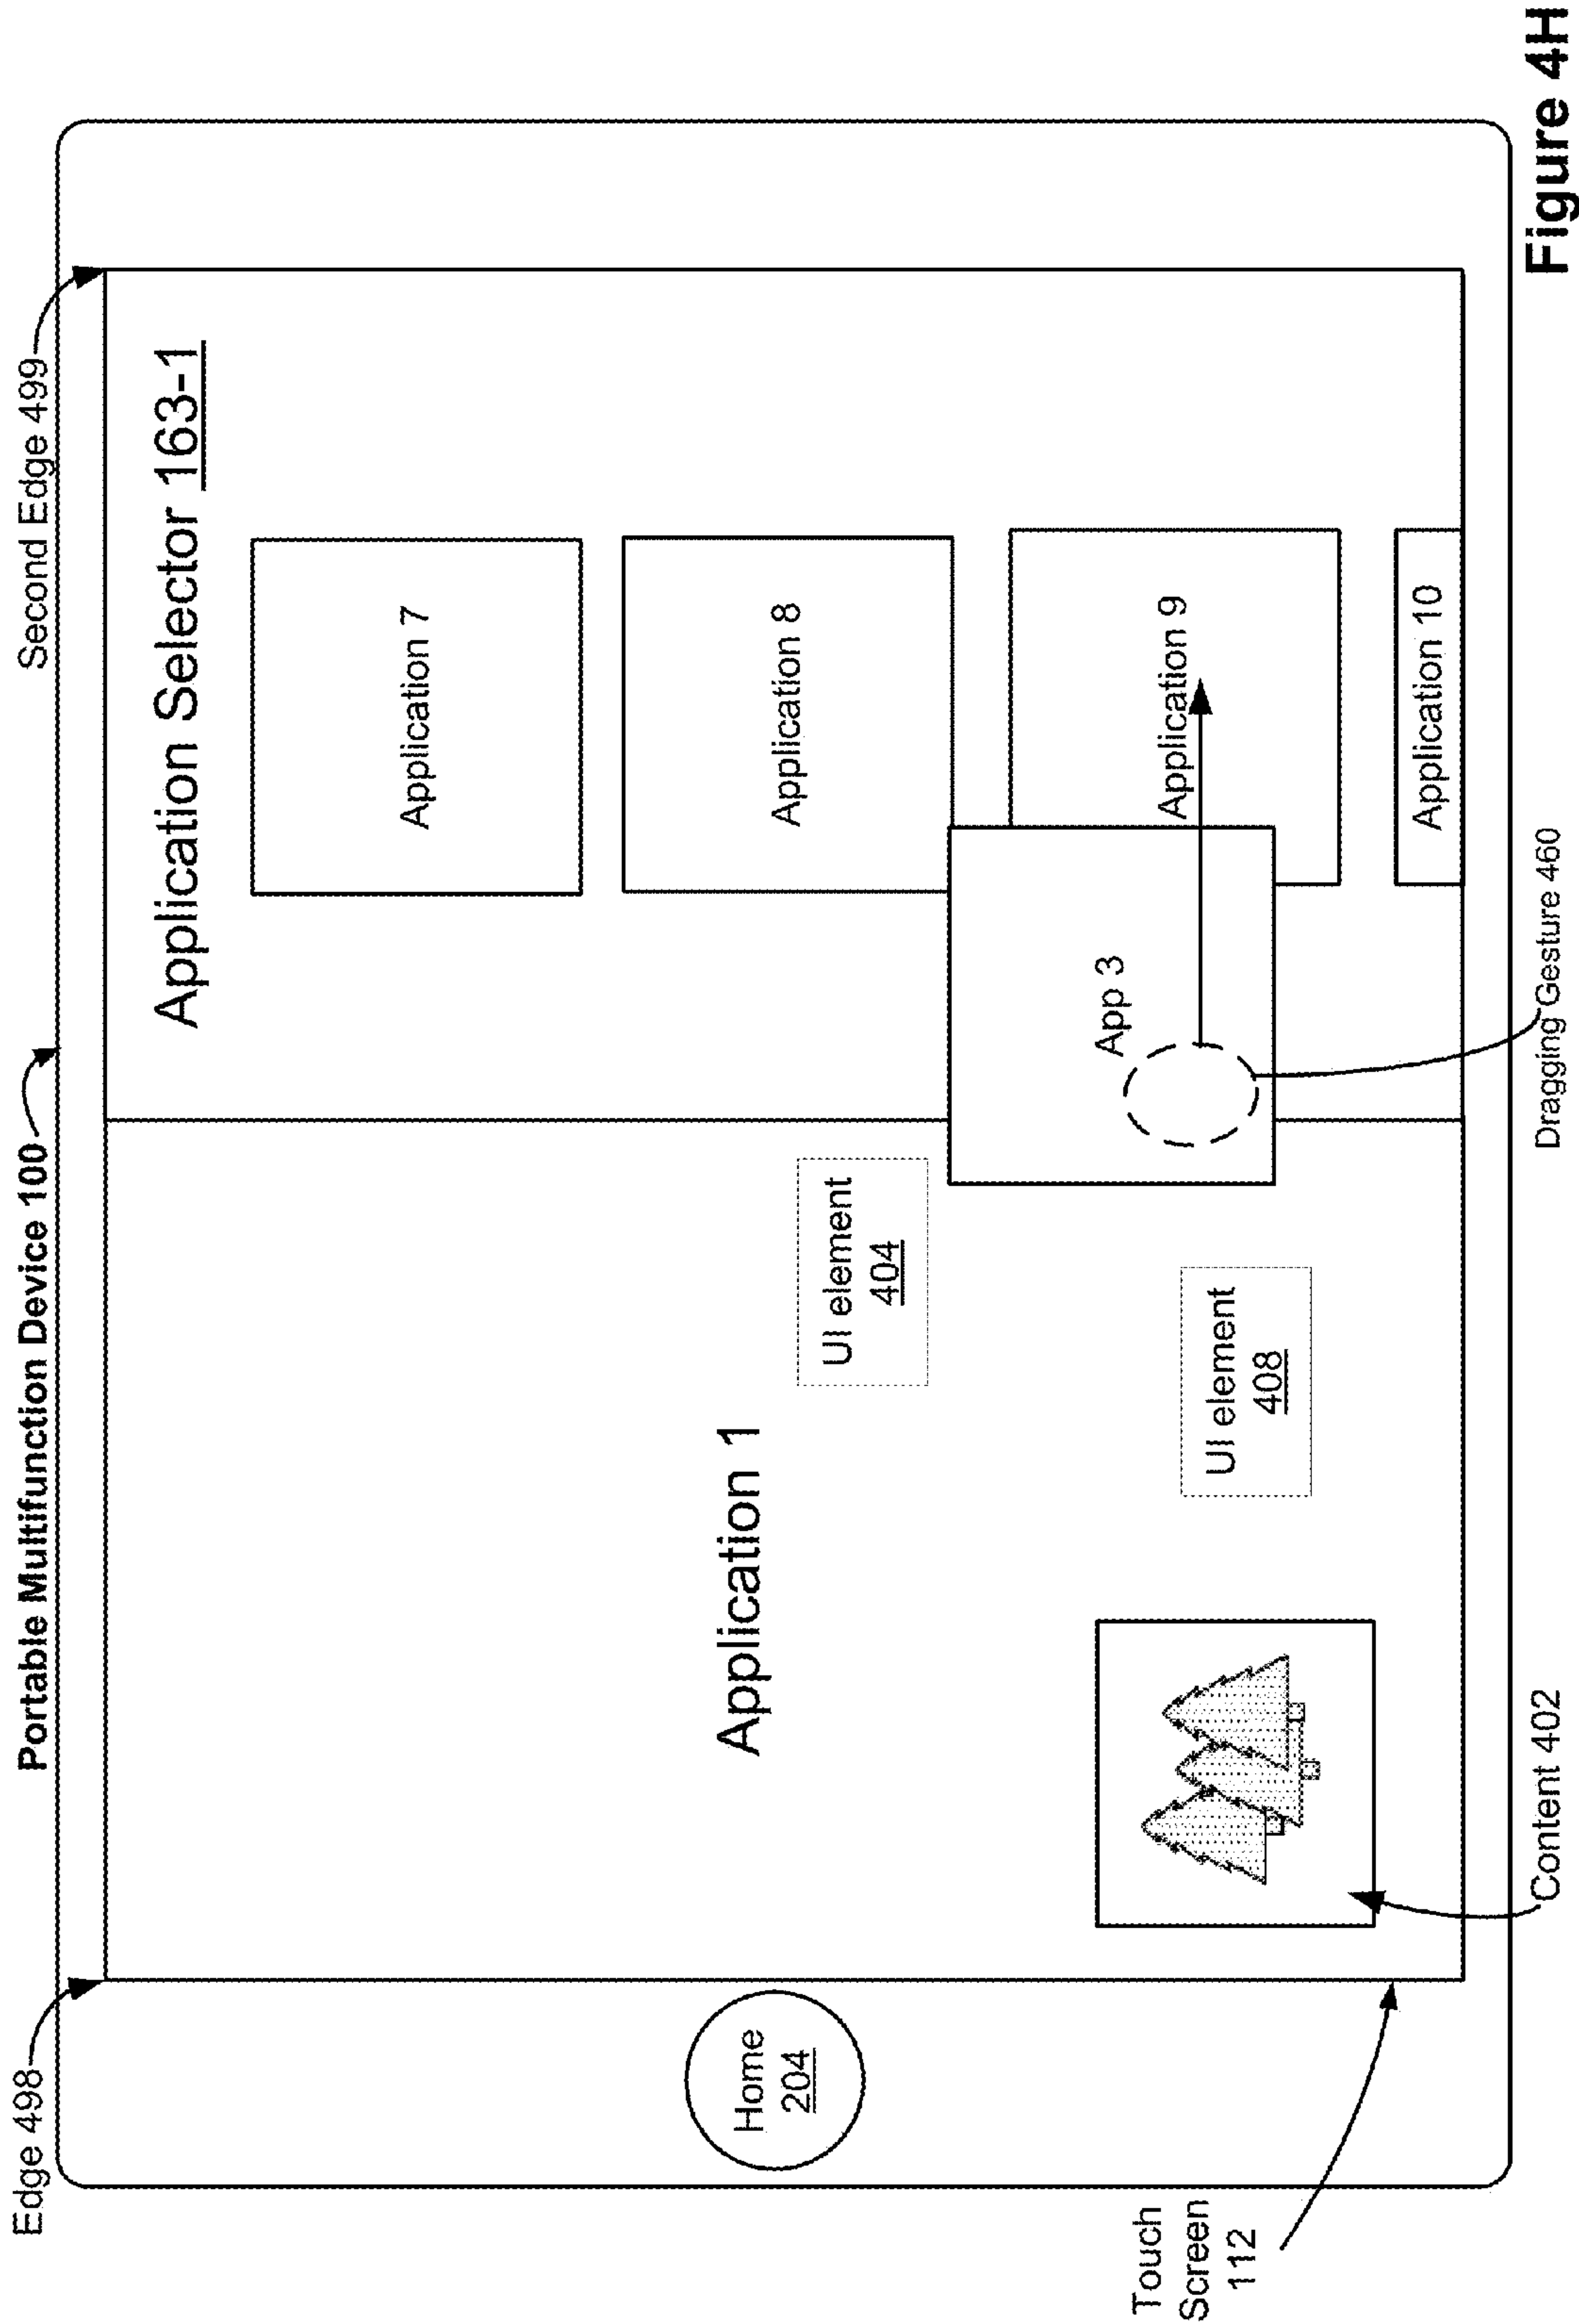 Portable Multifunction Device 100
Edge 498
Second Edge 499
Application Selector 163-1
Application 7
Application 8
Application 9
Application 10
App 3
Application 1
UI element
404
UI element
408
Home
204
Touch
Screen
112
Content 402
Dragging Gesture 460
Figure 4H